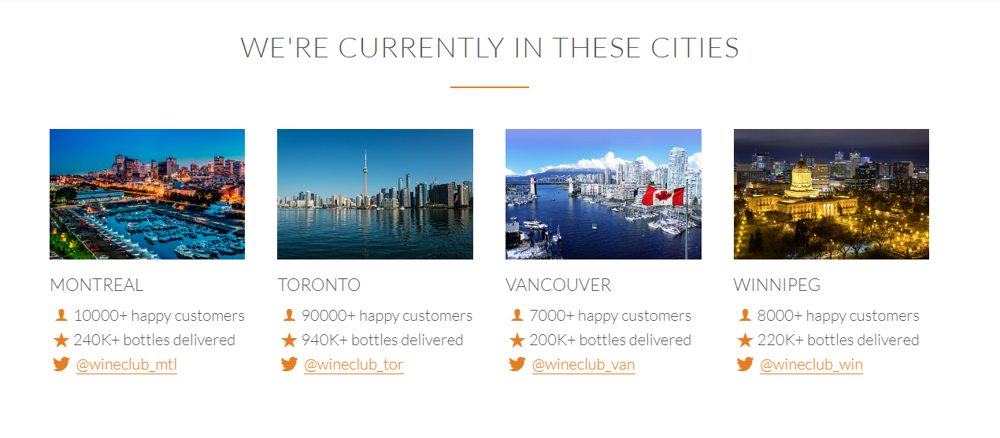 WE'RE CURRENTLY IN THESE CITIES
MONTREAL
10000+ happy customers
240K+ bottles delivered
@wineclub_mtl
TORONTO
90000+ happy customers
940K+ bottles delivered
@wineclub_tor
VANCOUVER
7000+ happy customers
200K+ bottles delivered
@wineclub_van
WINNIPEG
8000+ happy customers
220K+ bottles delivered
@wineclub_win